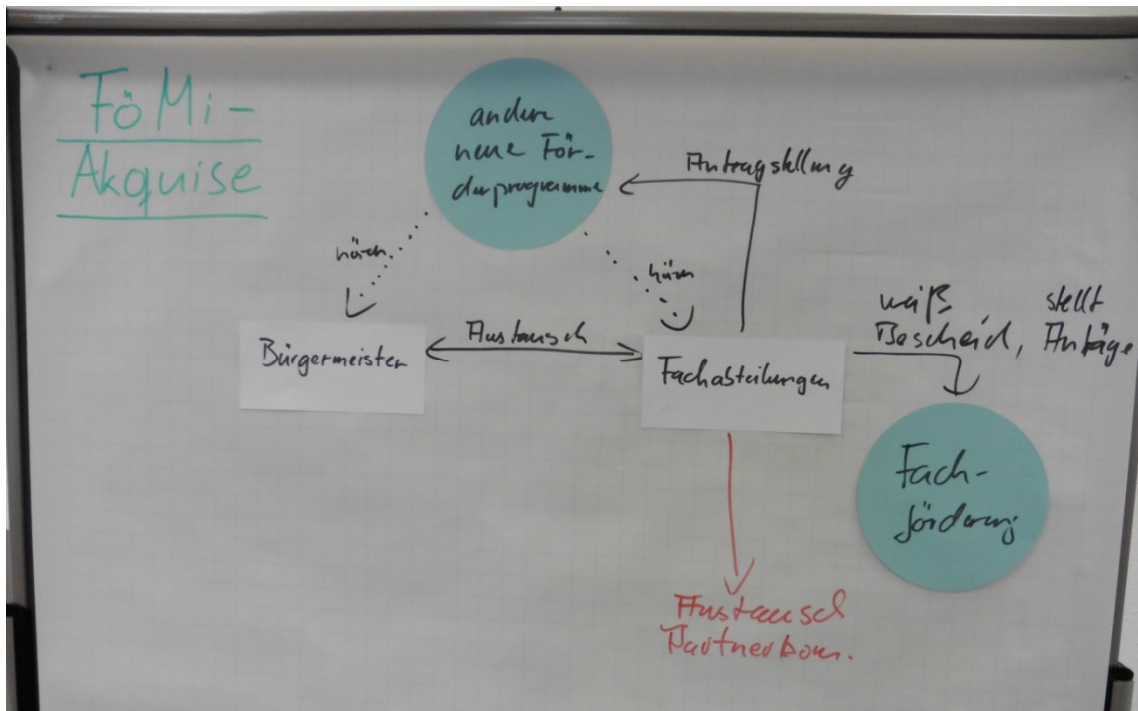 FöMi-
Akquise
andere
neue För-
derprogramme
Antragstellung
hören
hören
weiß
Bescheid,
stellt
Anträge
Bürgermeister
Austausch
Fachabteilungen
Fach-
förderung
Austausch
Partnerkom.